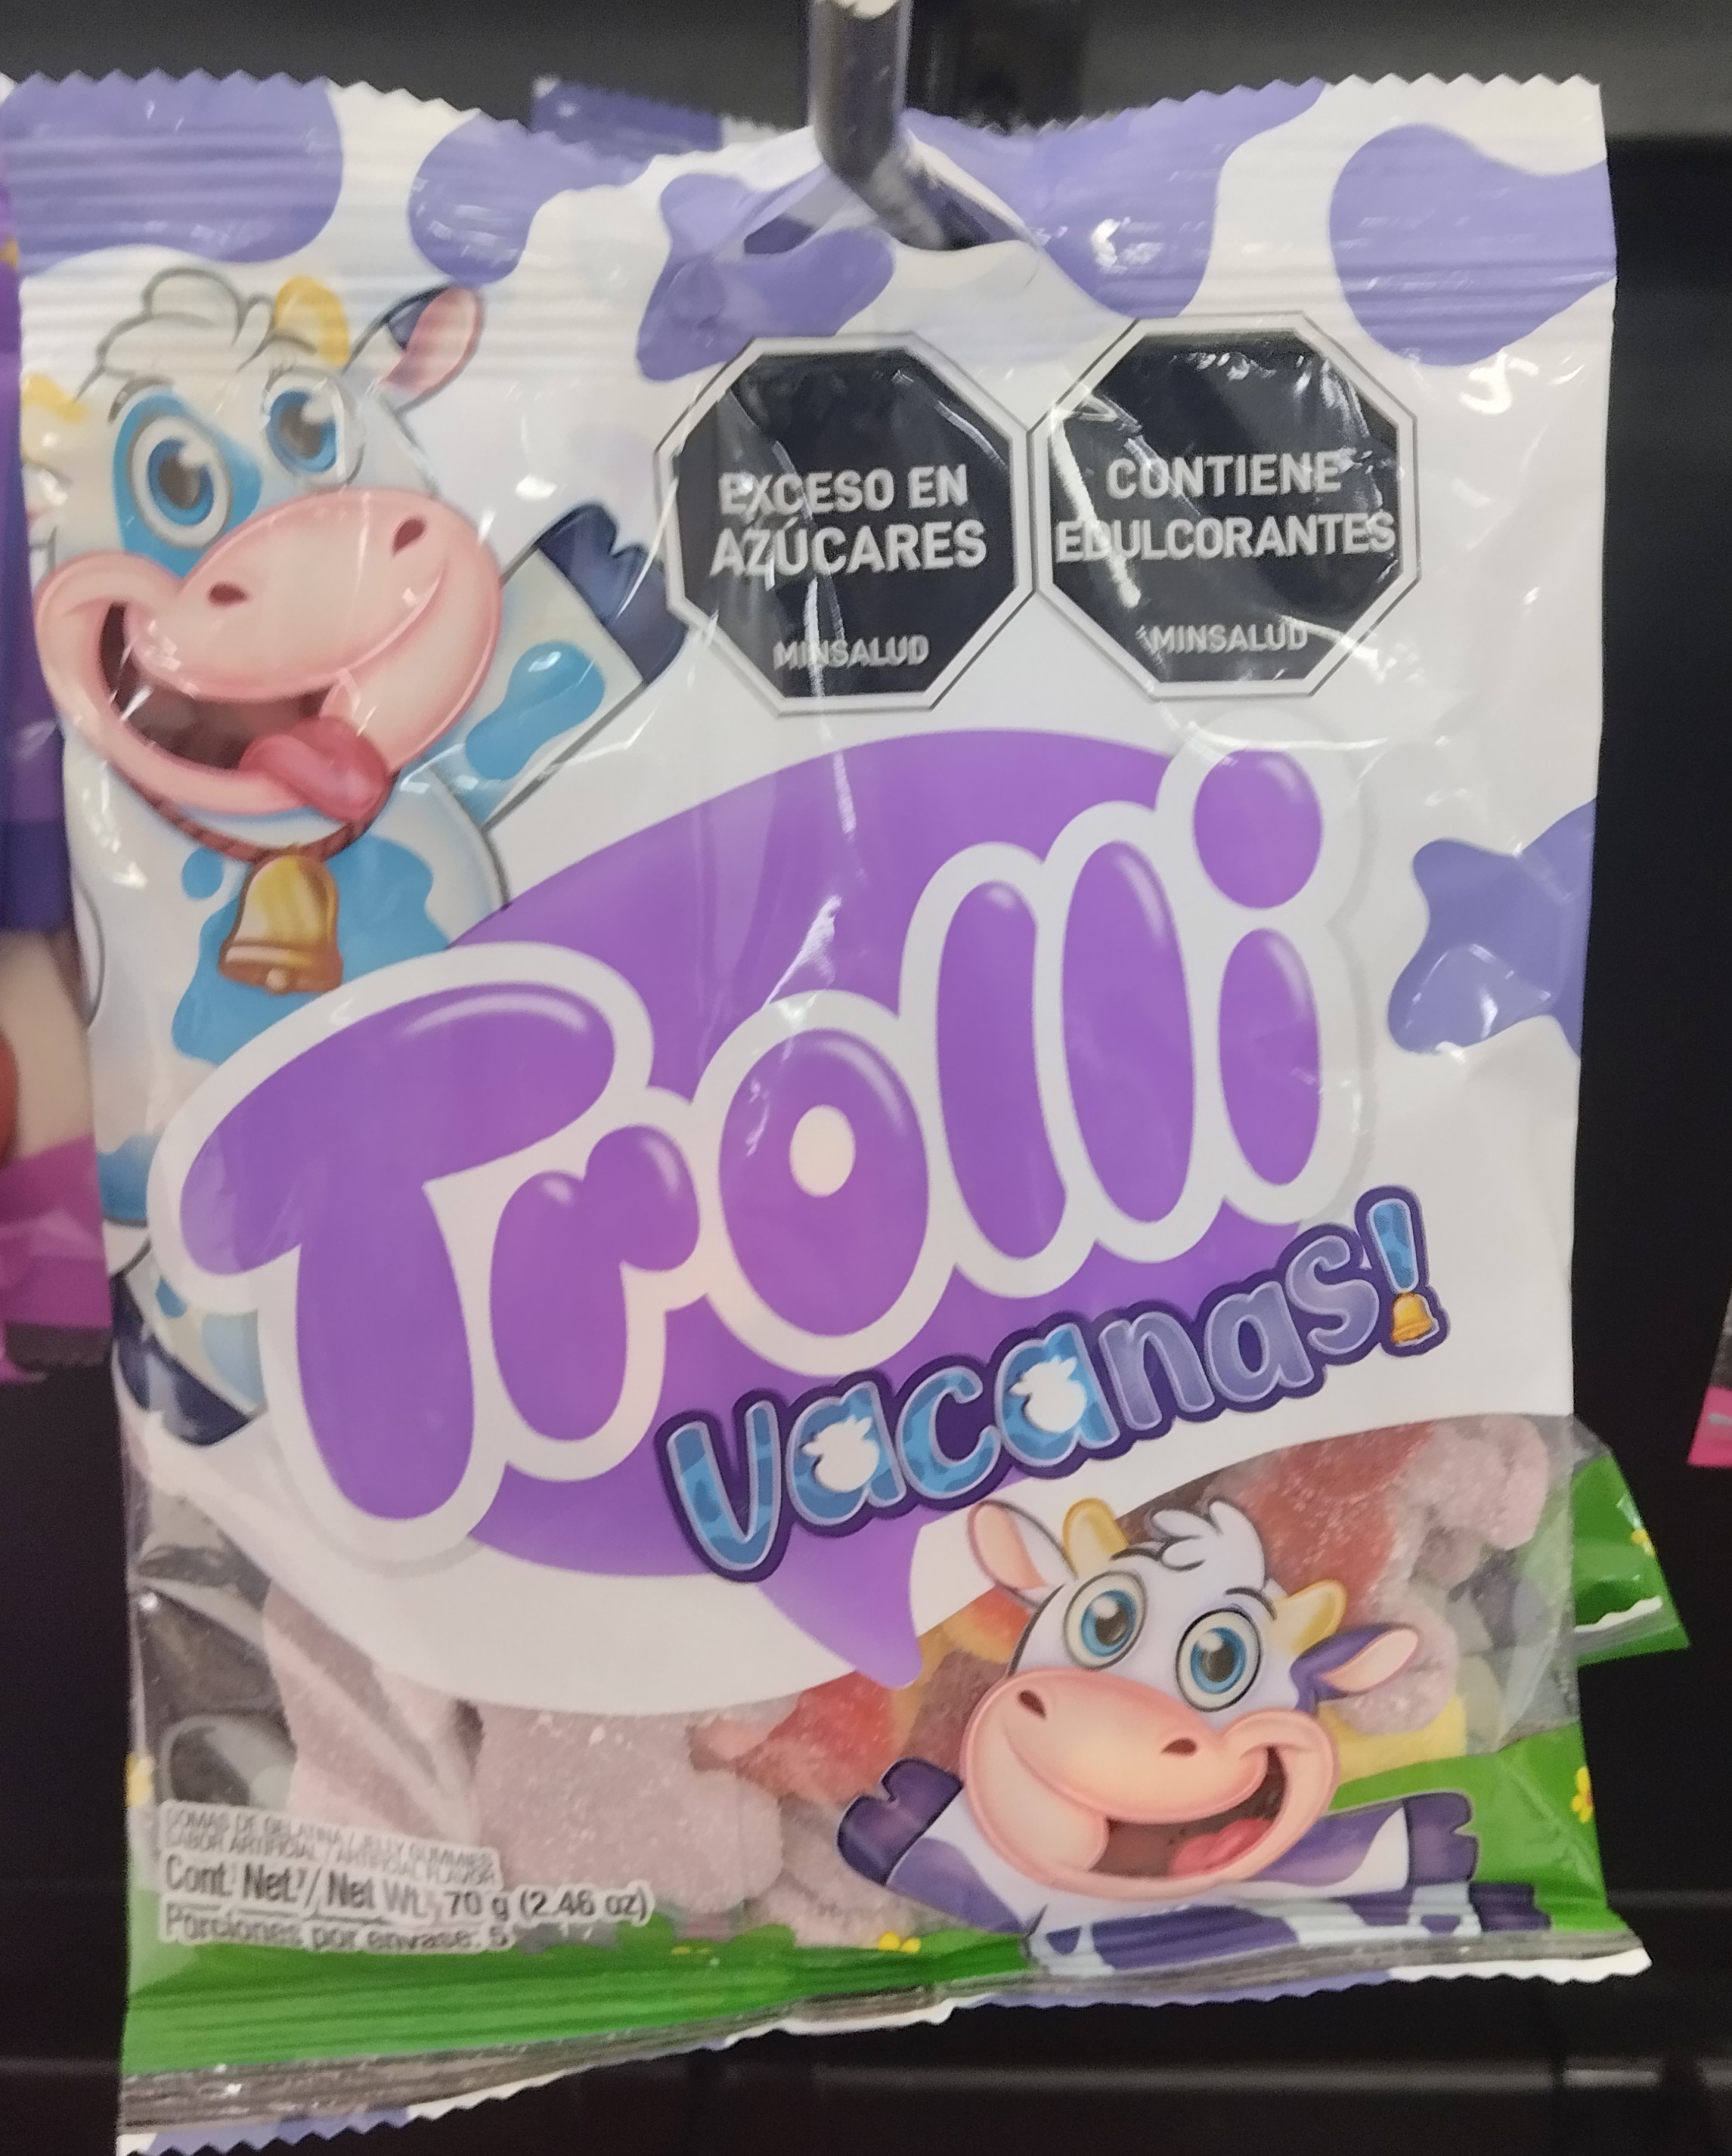 EXCESO EN
AZÚCARES
MINSALUD
CONTIENE
EDULCORANTES
MINSALUD
Trolli
vacanas!
GOMAS DE GELATINA / JELLY GUMMIES
SABOR ARTIFICIAL / ARTIFICIAL FLAVOR
Cont. Net. / Net Wt. 70 g (2.46 oz)
Porciones por envase: 5